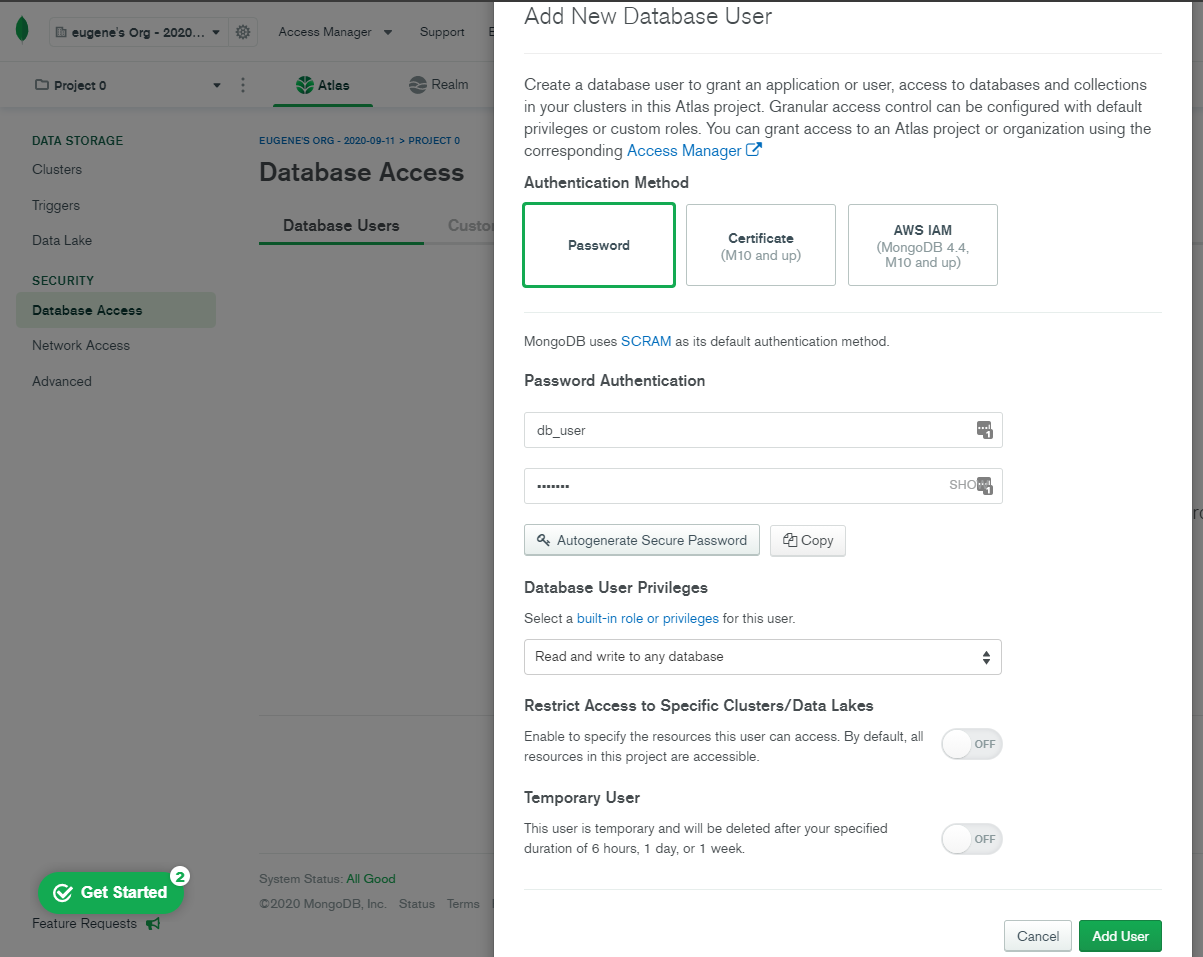 eugene's Org - 2020...
Access Manager
Support
Project 0
Atlas
Realm
DATA STORAGE
Clusters
Triggers
Data Lake
SECURITY
Database Access
Network Access
Advanced
EUGENE'S ORG - 2020-09-11 > PROJECT 0
Database Access
Database Users
Custo
System Status: All Good
©2020 MongoDB, Inc. Status Terms
Get Started
2
Feature Requests
Add New Database User
Create a database user to grant an application or user, access to databases and collections
in your clusters in this Atlas project. Granular access control can be configured with default
privileges or custom roles. You can grant access to an Atlas project or organization using the
corresponding Access Manager
Authentication Method
Password
Certificate
(M10 and up)
AWS IAM
(MongoDB 4.4,
M10 and up)
MongoDB uses SCRAM as its default authentication method.
Password Authentication
db_user
1
•••••••
SHO
1
Autogenerate Secure Password
Copy
Database User Privileges
Select a built-in role or privileges for this user.
Read and write to any database
Restrict Access to Specific Clusters/Data Lakes
Enable to specify the resources this user can access. By default, all
resources in this project are accessible.
OFF
Temporary User
This user is temporary and will be deleted after your specified
duration of 6 hours, 1 day, or 1 week.
OFF
Cancel
Add User